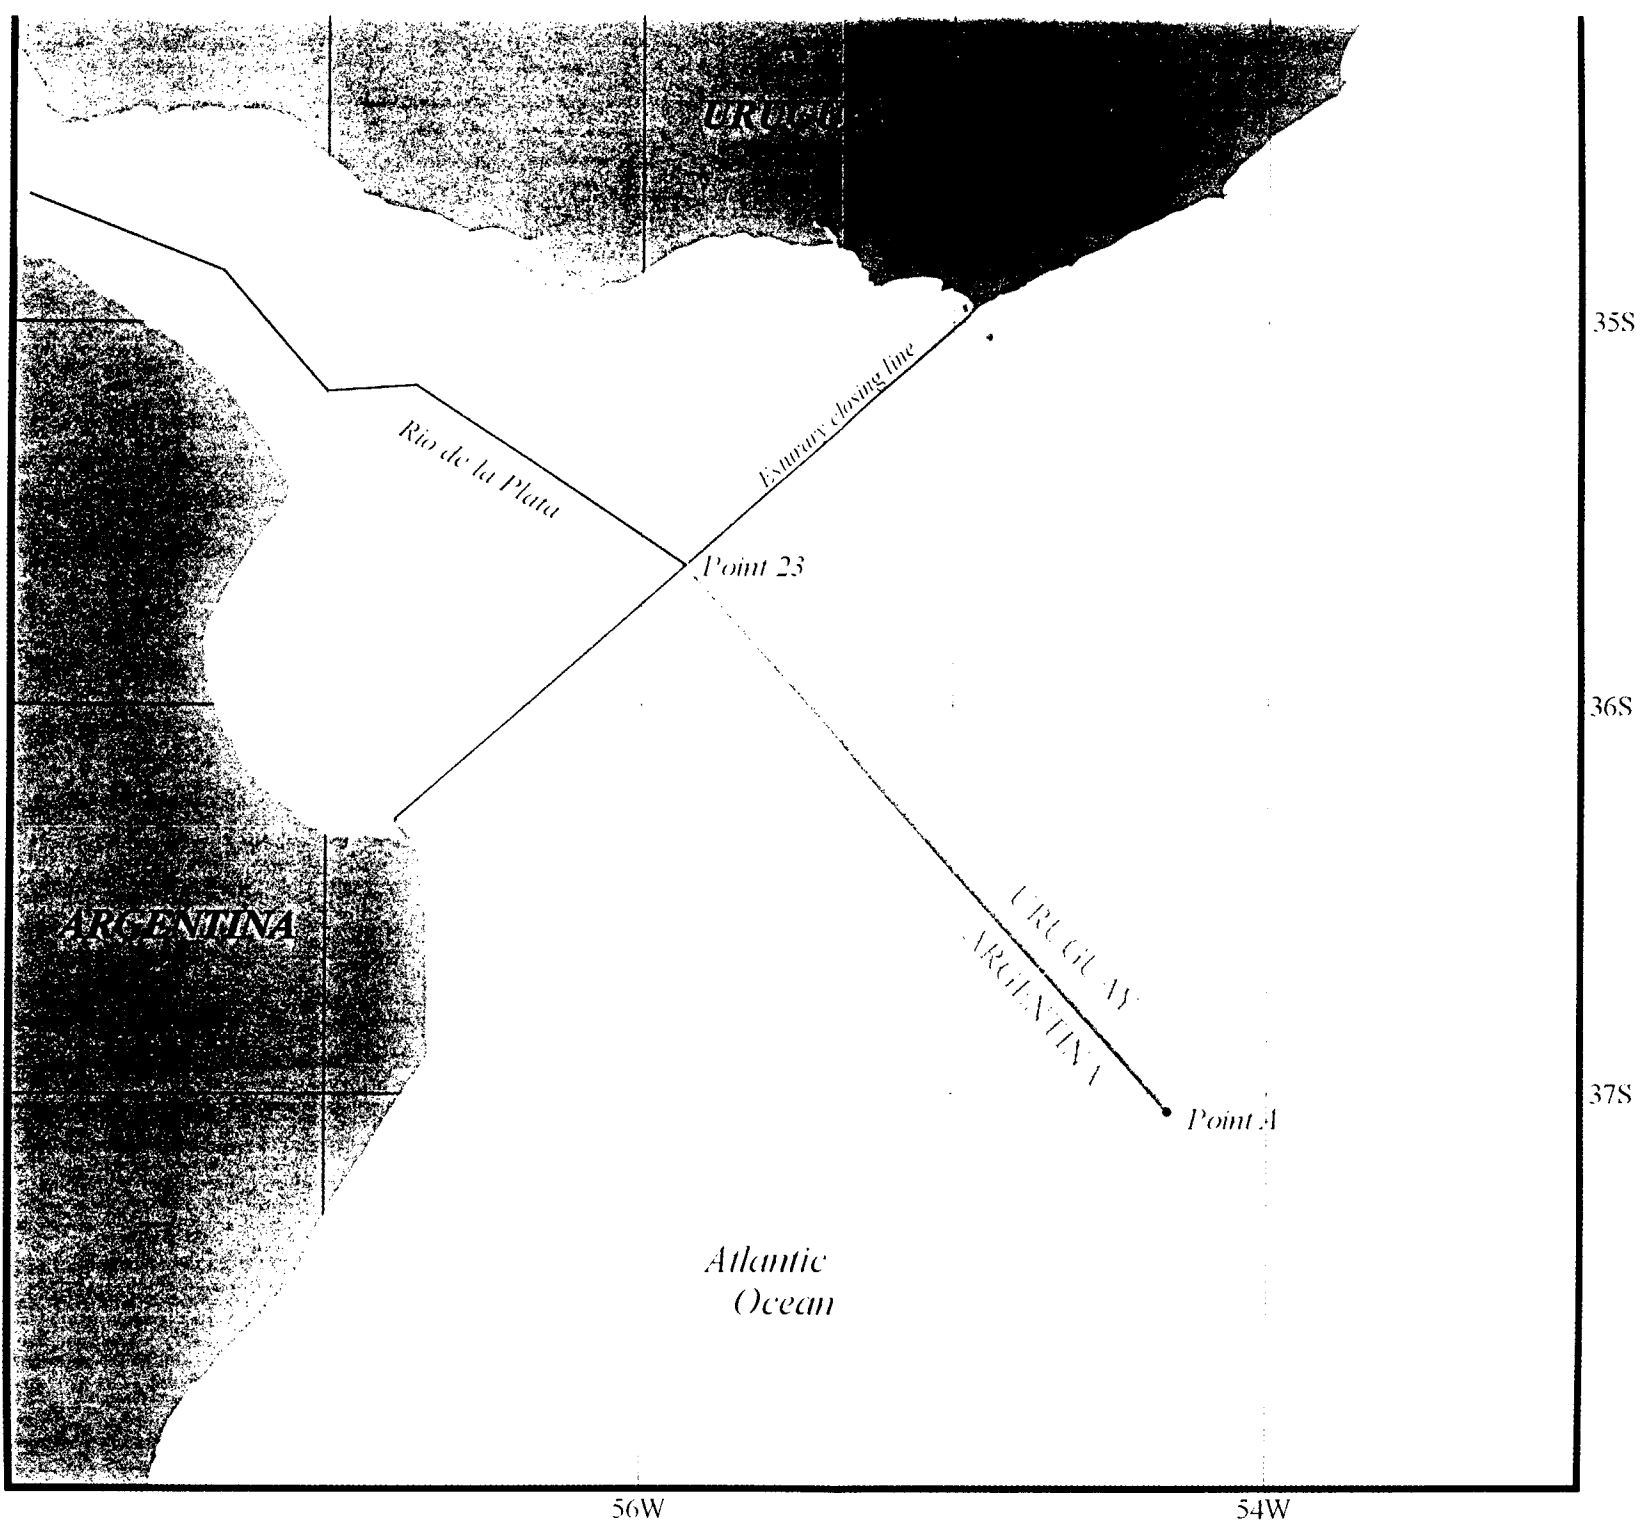 URUGU
35S
Estuary closing line
Rio de la Plata
Point 23
36S
URUGUAY
ARGENTINA
ARGENTINA
37S
Point A
Atlantic
Ocean
56W
54W